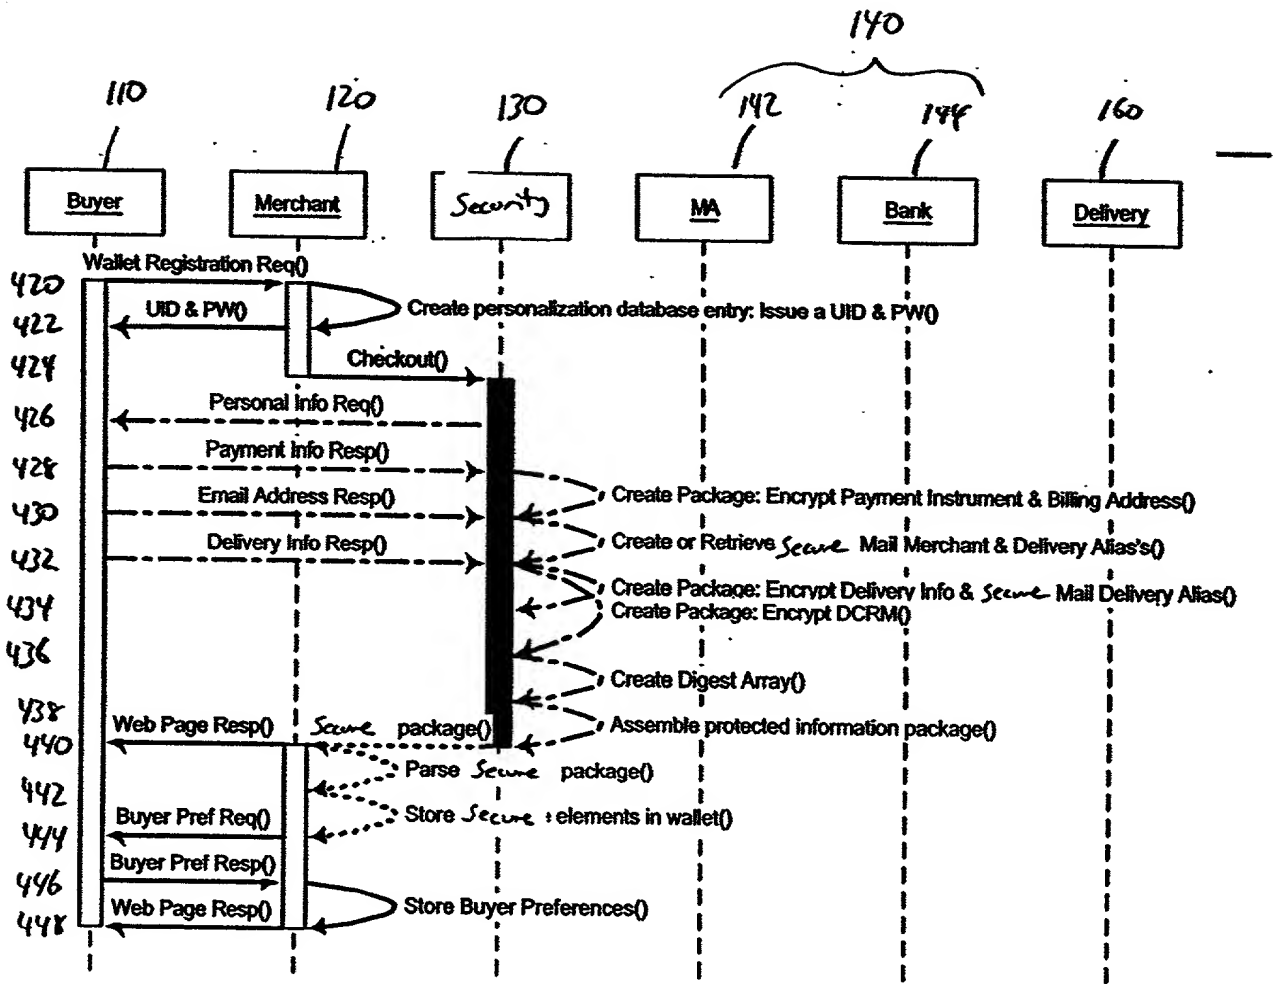 140
110
120
130
142
144
160
Buyer
Merchant
Security
MA
Bank
Delivery
Wallet Registration Req()
420
UID & PW()
Create personalization database entry: Issue a UID & PW()
422
Checkout()
424
Personal Info Req()
426
Payment Info Resp()
428
Create Package: Encrypt Payment Instrument & Billing Address()
Email Address Resp()
430
Delivery Info Resp()
Create or Retrieve Secure Mail Merchant & Delivery Alias's()
432
Create Package: Encrypt Delivery Info & Secure Mail Delivery Alias()
434
Create Package: Encrypt DCRM()
436
Create Digest Array()
438
Web Page Resp()
Secure package()
Assemble protected information package()
440
Parse Secure package()
442
Buyer Pref Req()
Store Secure elements in wallet()
444
Buyer Pref Resp()
446
Web Page Resp()
Store Buyer Preferences()
448